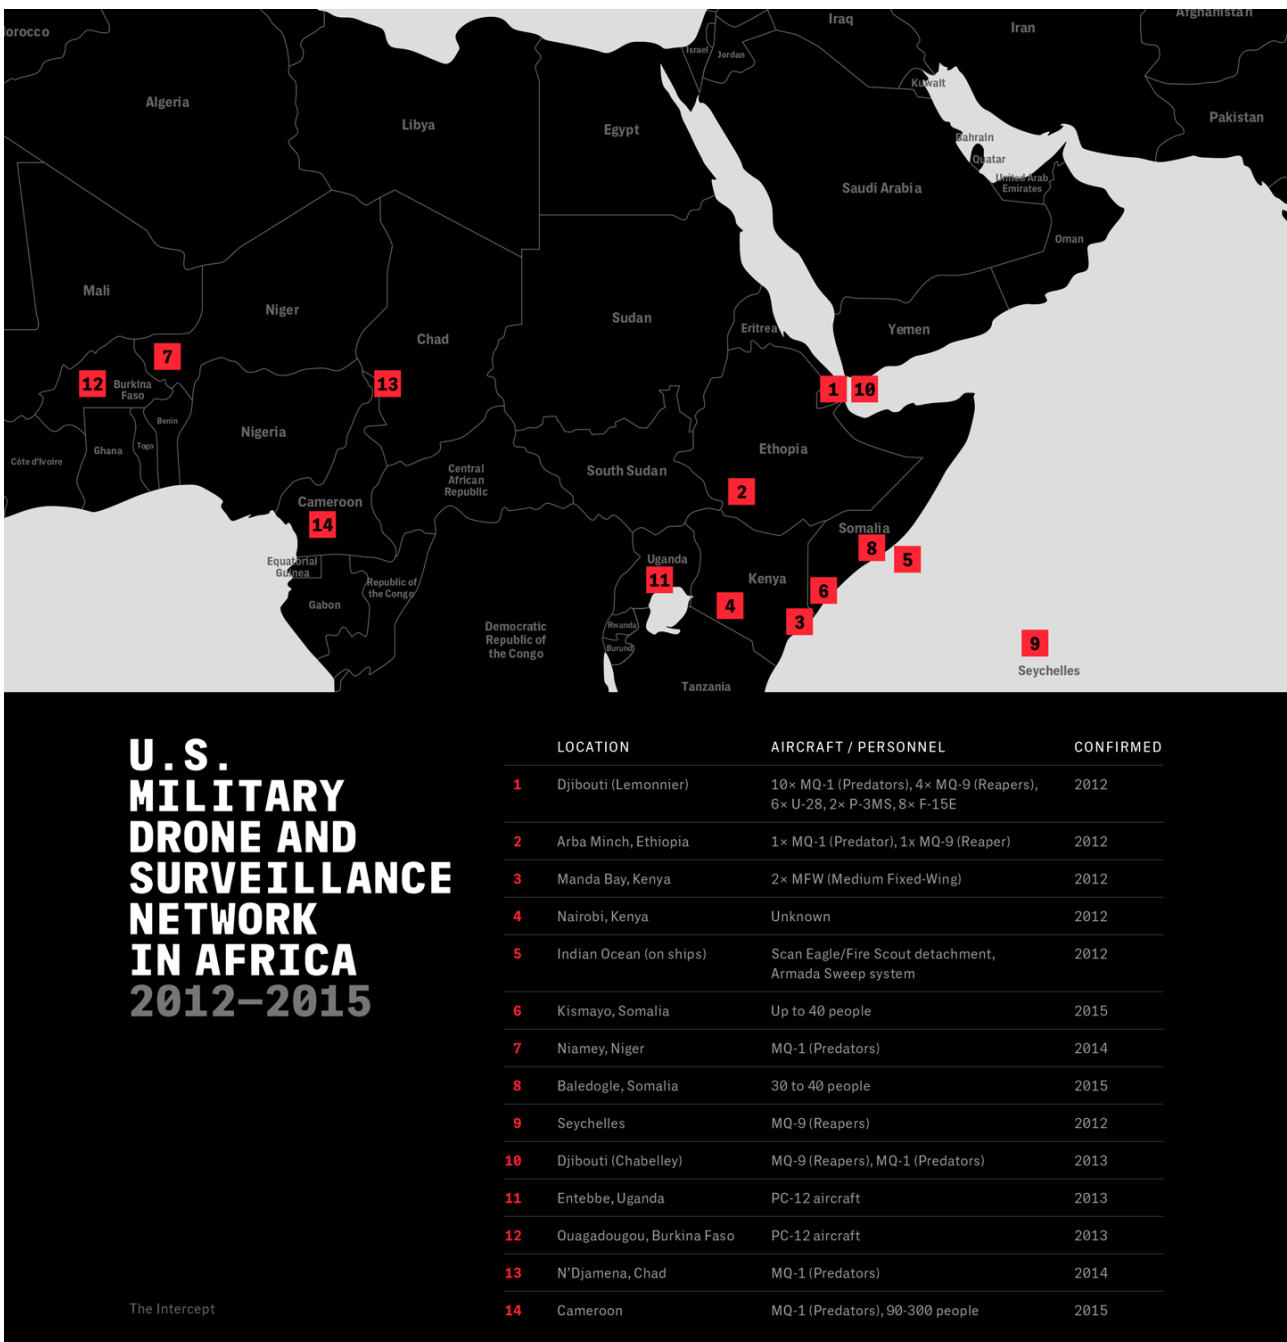 orocco
Algeria
Libya
Egypt
Israel
Jordan
Iraq
Iran
Afghanistan
Kuwait
Pakistan
Bahrain
Quatar
United Arab
Emirates
Saudi Arabia
Oman
Mali
Niger
Chad
Sudan
Eritrea
Yemen
7
12
Burkina
Faso
13
1
10
Benin
Nigeria
Togo
Ghana
Côte d'Ivoire
Ethopia
Central
African
Republic
South Sudan
2
Cameroon
14
Somalia
8
5
Equatorial
Guinea
Republic of
the Congo
Gabon
Uganda
11
Kenya
4
6
3
Rwanda
Burund
Democratic
Republic of
the Congo
9
Seychelles
Tanzania
U.S.
MILITARY
DRONE AND
SURVEILLANCE
NETWORK
IN AFRICA
2012–2015
LOCATION AIRCRAFT / PERSONNEL CONFIRMED
1 Djibouti (Lemonnier) 10× MQ-1 (Predators), 4× MQ-9 (Reapers), 2012
6× U-28, 2× P-3MS, 8× F-15E
2 Arba Minch, Ethiopia 1× MQ-1 (Predator), 1x MQ-9 (Reaper) 2012
3 Manda Bay, Kenya 2× MFW (Medium Fixed-Wing) 2012
4 Nairobi, Kenya Unknown 2012
5 Indian Ocean (on ships) Scan Eagle/Fire Scout detachment, 2012
Armada Sweep system
6 Kismayo, Somalia Up to 40 people 2015
7 Niamey, Niger MQ-1 (Predators) 2014
8 Baledogle, Somalia 30 to 40 people 2015
9 Seychelles MQ-9 (Reapers) 2012
10 Djibouti (Chabelley) MQ-9 (Reapers), MQ-1 (Predators) 2013
11 Entebbe, Uganda PC-12 aircraft 2013
12 Ouagadougou, Burkina Faso PC-12 aircraft 2013
13 N'Djamena, Chad MQ-1 (Predators) 2014
14 Cameroon MQ-1 (Predators), 90-300 people 2015
The Intercept